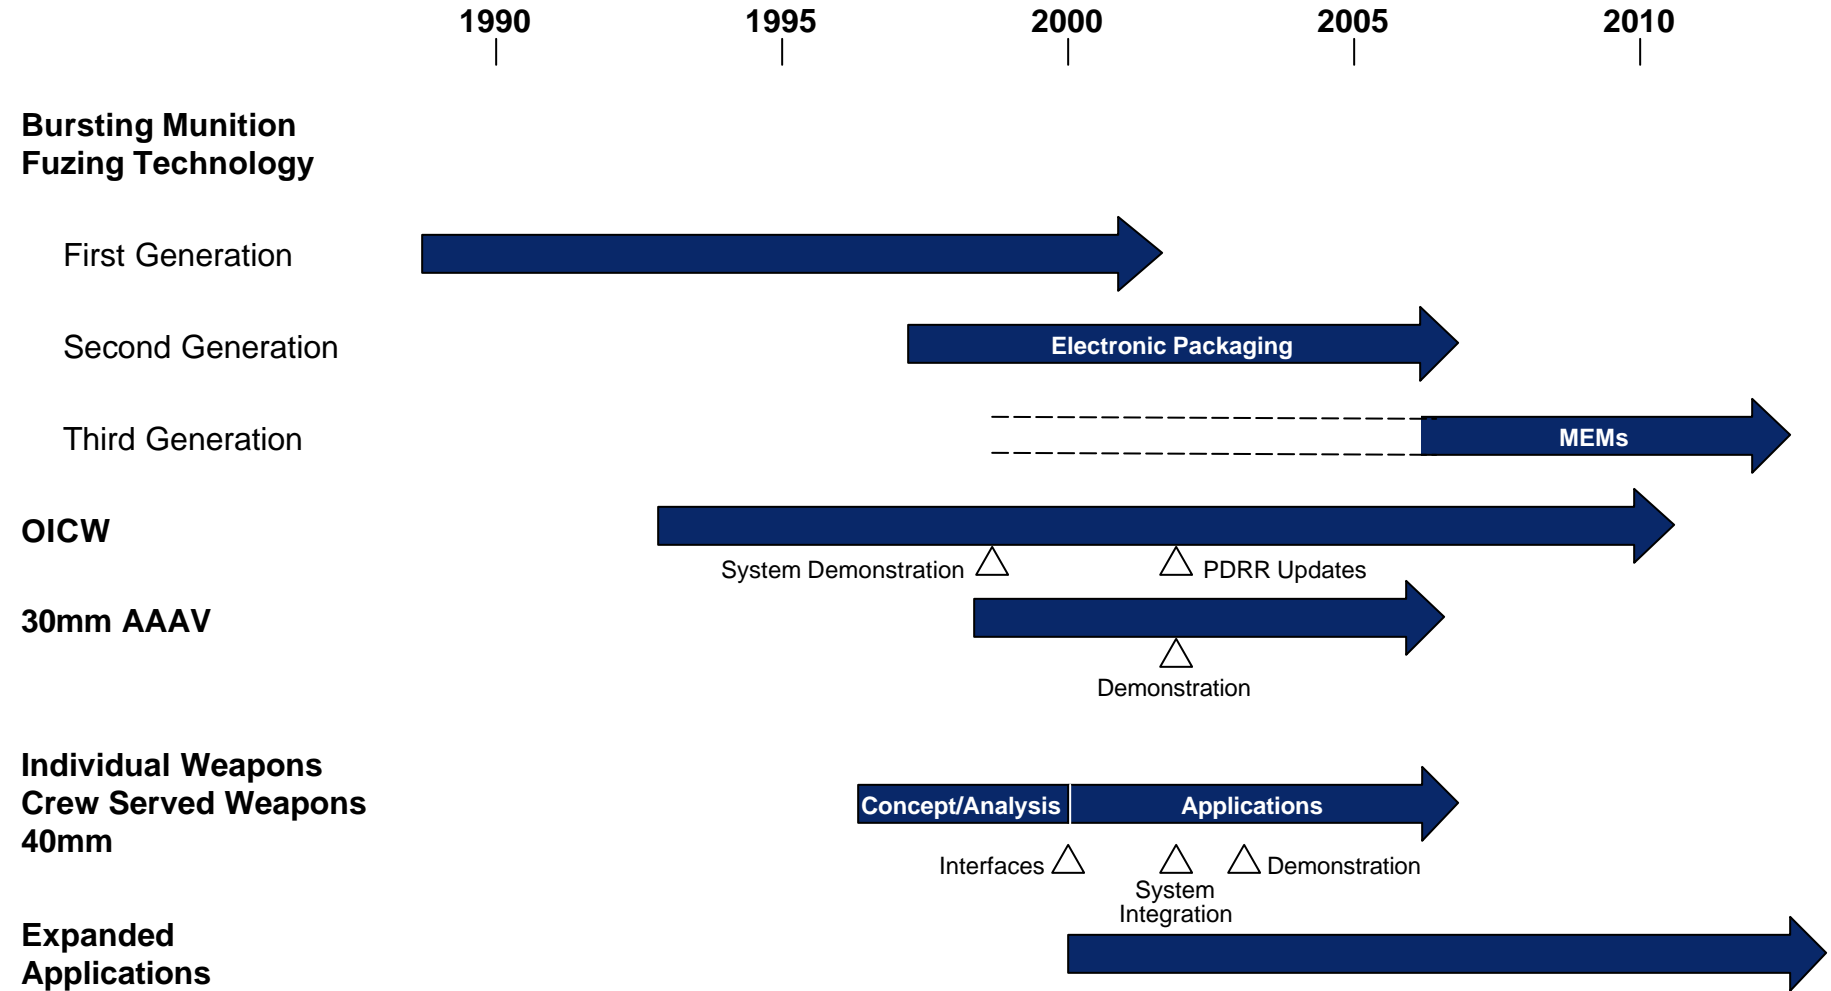 1990 1995 2000 2005 2010
Bursting Munition
Fuzing Technology
First Generation
Second Generation
Electronic Packaging
Third Generation
MEMs
OICW
System Demonstration
PDRR Updates
30mm AAAV
Demonstration
Individual Weapons
Crew Served Weapons
40mm
Concept/Analysis
Applications
Interfaces
System
Integration
Demonstration
Expanded
Applications